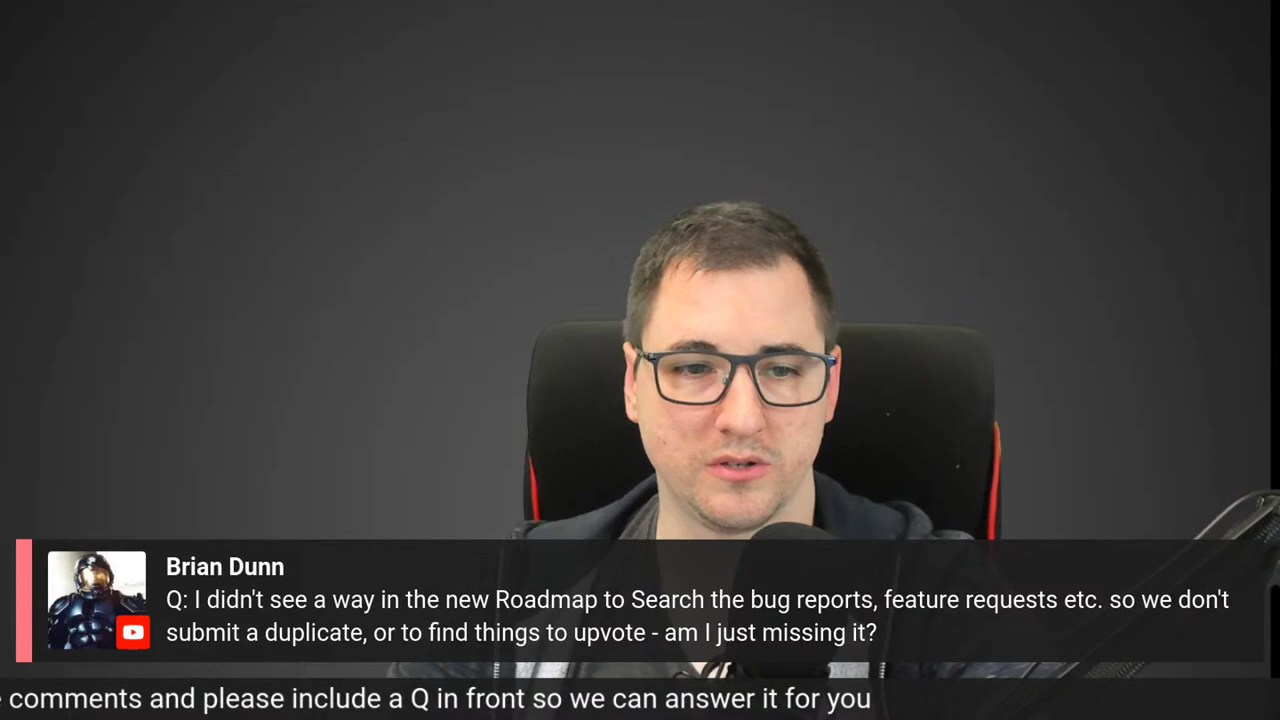 Brian Dunn
Q: I didn't see a way in the new Roadmap to Search the bug reports, feature requests etc. so we don't
submit a duplicate, or to find things to upvote - am I just missing it?
comments and please include a Q in front so we can answer it for you